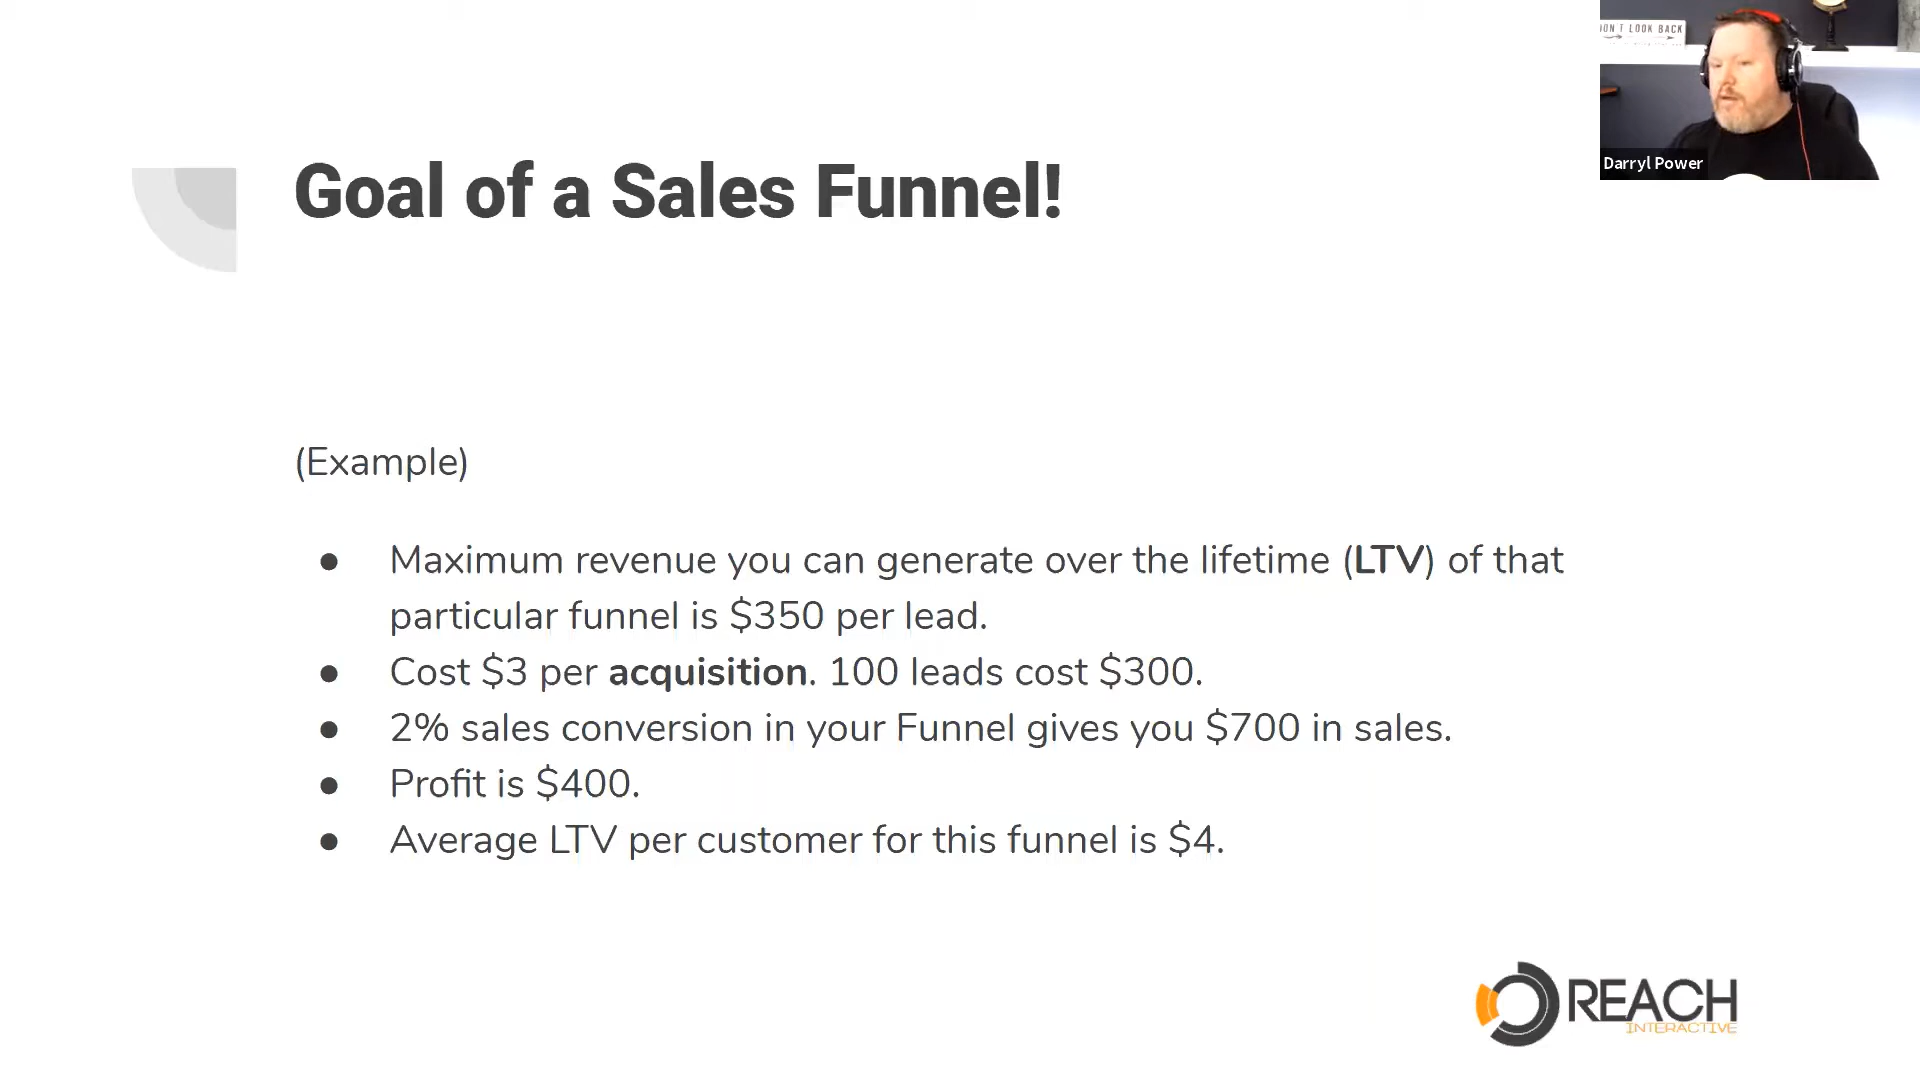 DON'T LOOK BACK
Darryl Power
Goal of a Sales Funnel!
(Example)
● Maximum revenue you can generate over the lifetime (LTV) of that
particular funnel is $350 per lead.
● Cost $3 per acquisition. 100 leads cost $300.
● 2% sales conversion in your Funnel gives you $700 in sales.
● Profit is $400.
● Average LTV per customer for this funnel is $4.
REACH
INTERACTIVE